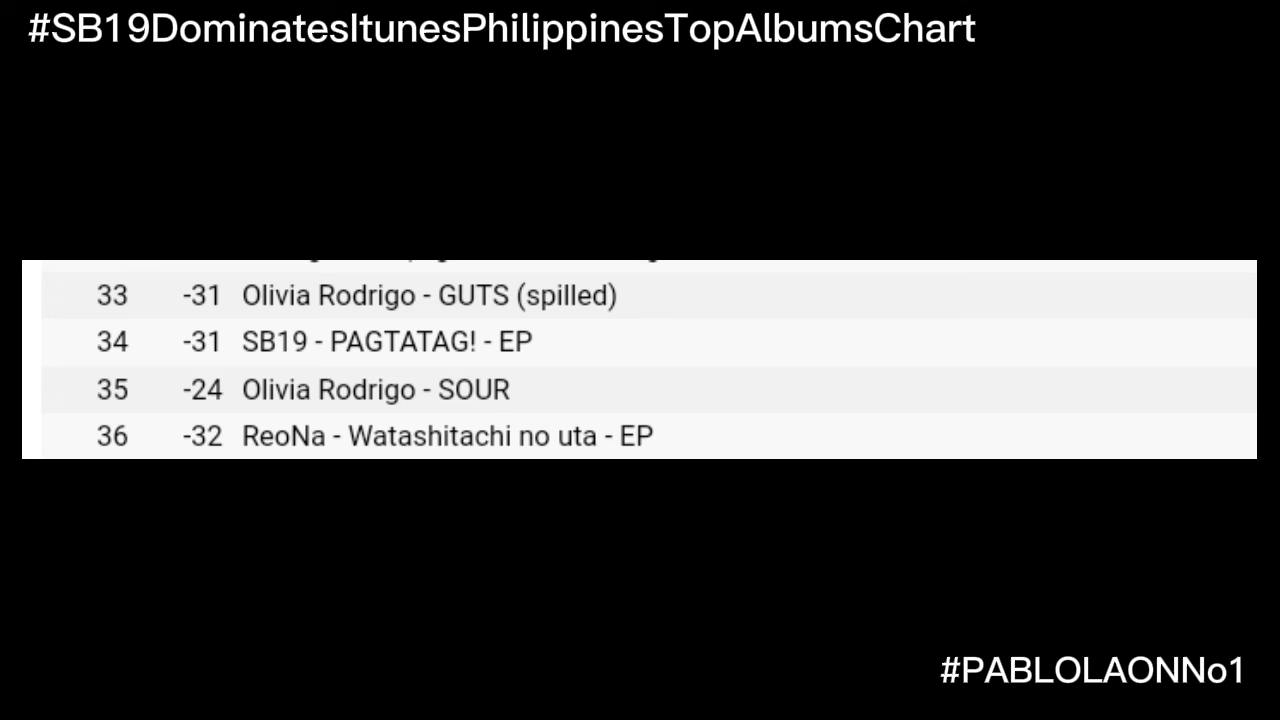 #SB19DominatesItunesPhilippinesTopAlbumsChart
33 -31 Olivia Rodrigo - GUTS (spilled)
34 -31 SB19 - PAGTATAG! - EP
35 -24 Olivia Rodrigo - SOUR
36 -32 ReoNa - Watashitachi no uta - EP
#PABLOLAONNo1